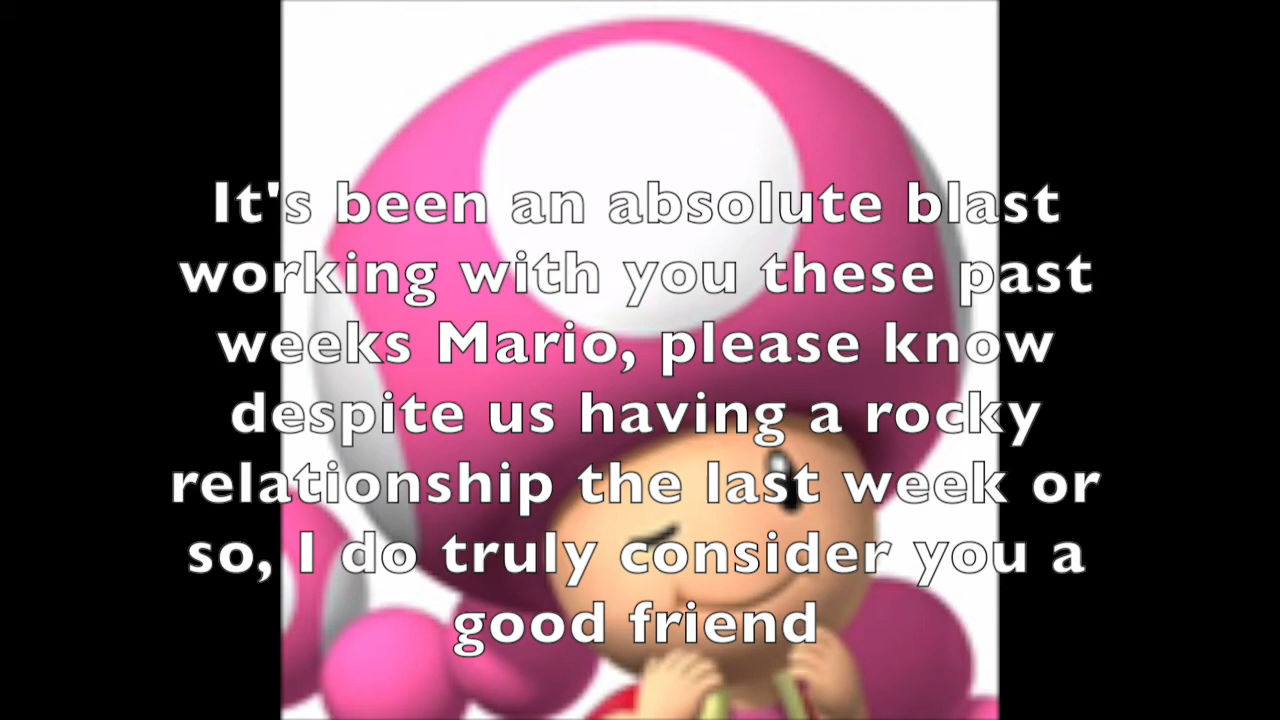 It's been an absolute blast
working with you these past
weeks Mario, please know
despite us having a rocky
relationship the last week or
so, I do truly consider you a
good friend